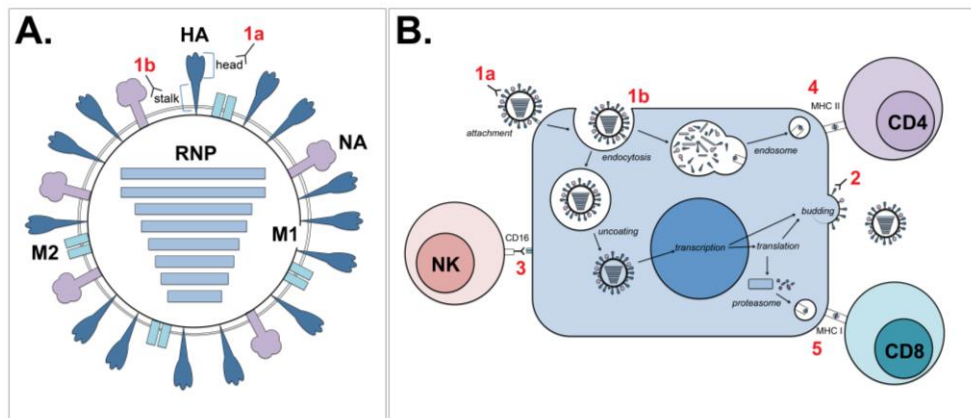 A.
HA
1a
head
1b
stalk
RNP
NA
M1
M2
B.
1a
attachment
1b
endocytosis
endosome
4
MHC II
CD4
2
budding
uncoating
transcription
translation
proteasome
CD16
3
NK
MHC I
5
CD8